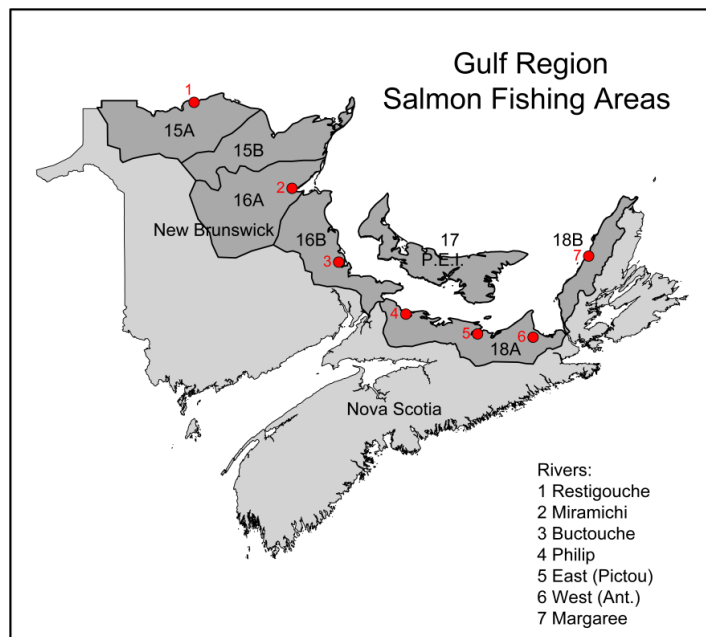 Gulf Region
Salmon Fishing Areas
1
15A
15B
2
16A
New Brunswick
16B
17
P.E.I.
18B
7
3
4
5
6
18A
Nova Scotia
Rivers:
1 Restigouche
2 Miramichi
3 Buctouche
4 Philip
5 East (Pictou)
6 West (Ant.)
7 Margaree